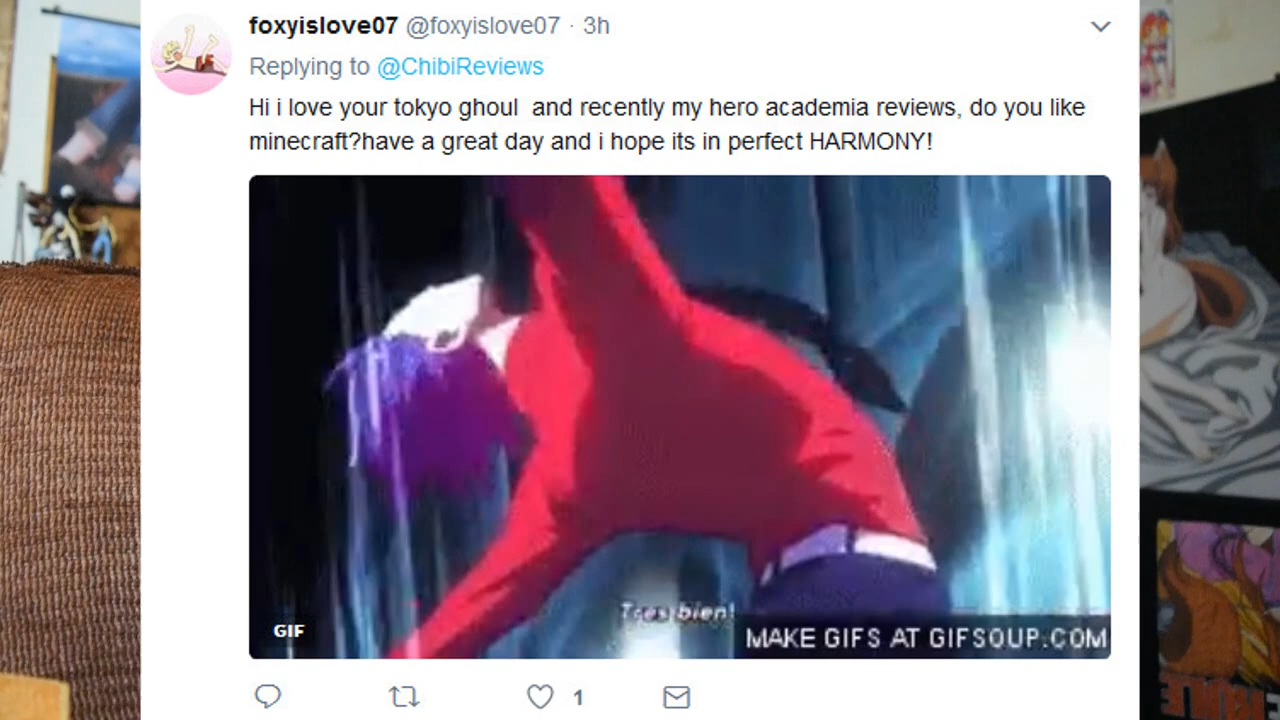 foxyislove07 @foxyislove07 · 3h
Replying to @ChibiReviews
Hi i love your tokyo ghoul and recently my hero academia reviews, do you like
minecraft?have a great day and i hope its in perfect HARMONY!
Tres bien!
GIF
MAKE GIFS AT GIFSOUP.COM
1